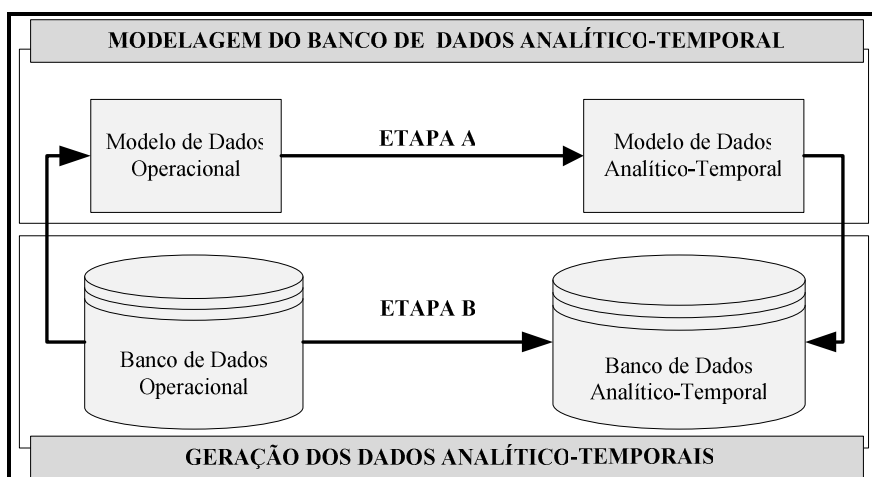 MODELAGEM DO BANCO DE DADOS ANALÍTICO-TEMPORAL
Modelo de Dados
Operacional
ETAPA A
Modelo de Dados
Analítico-Temporal
Banco de Dados
Operacional
ETAPA B
Banco de Dados
Analítico-Temporal
GERAÇÃO DOS DADOS ANALÍTICO-TEMPORAIS